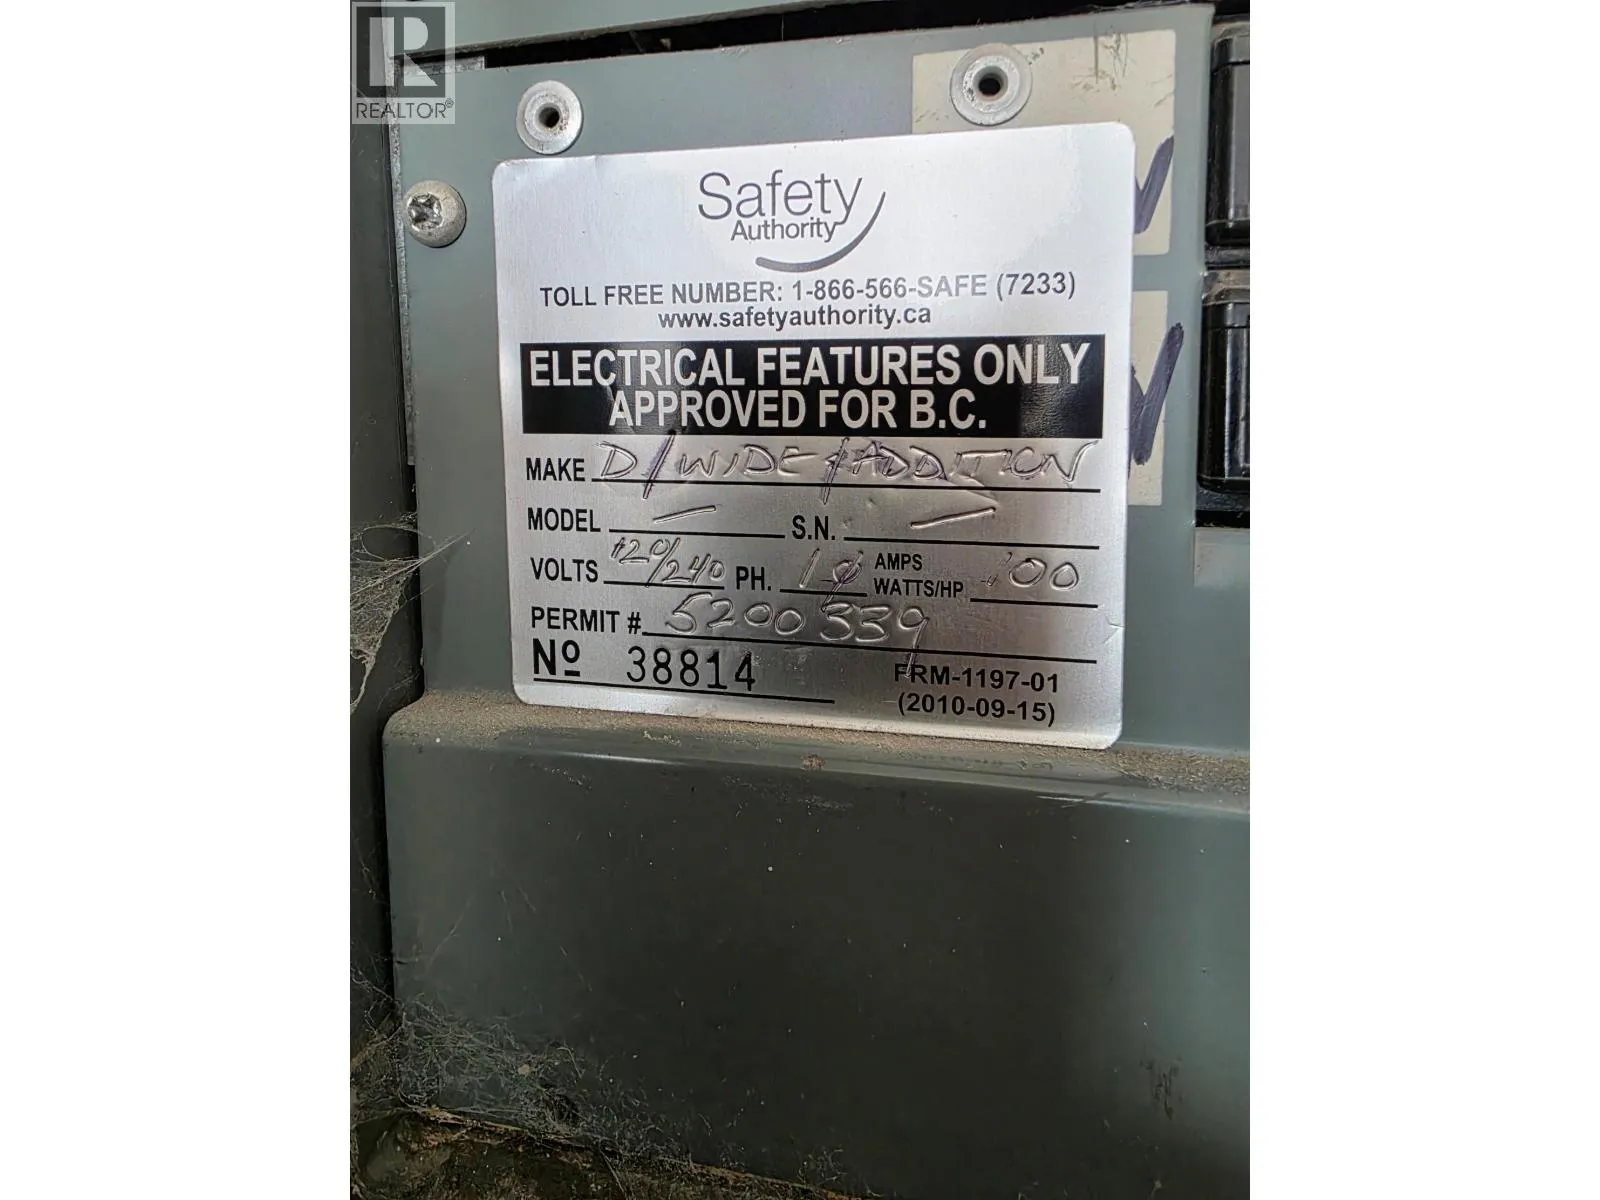 REALTOR®
Safety
Authority
TOLL FREE NUMBER: 1-866-566-SAFE (7233)
www.safetyauthority.ca
ELECTRICAL FEATURES ONLY
APPROVED FOR B.C.
MAKE D/WIDE + ADDITION
MODEL — S.N. —
VOLTS 120/240 PH. 1ϕ AMPS
WATTS/HP
PERMIT # 5200339
Nº 38814 FRM-1197-01
(2010-09-15)